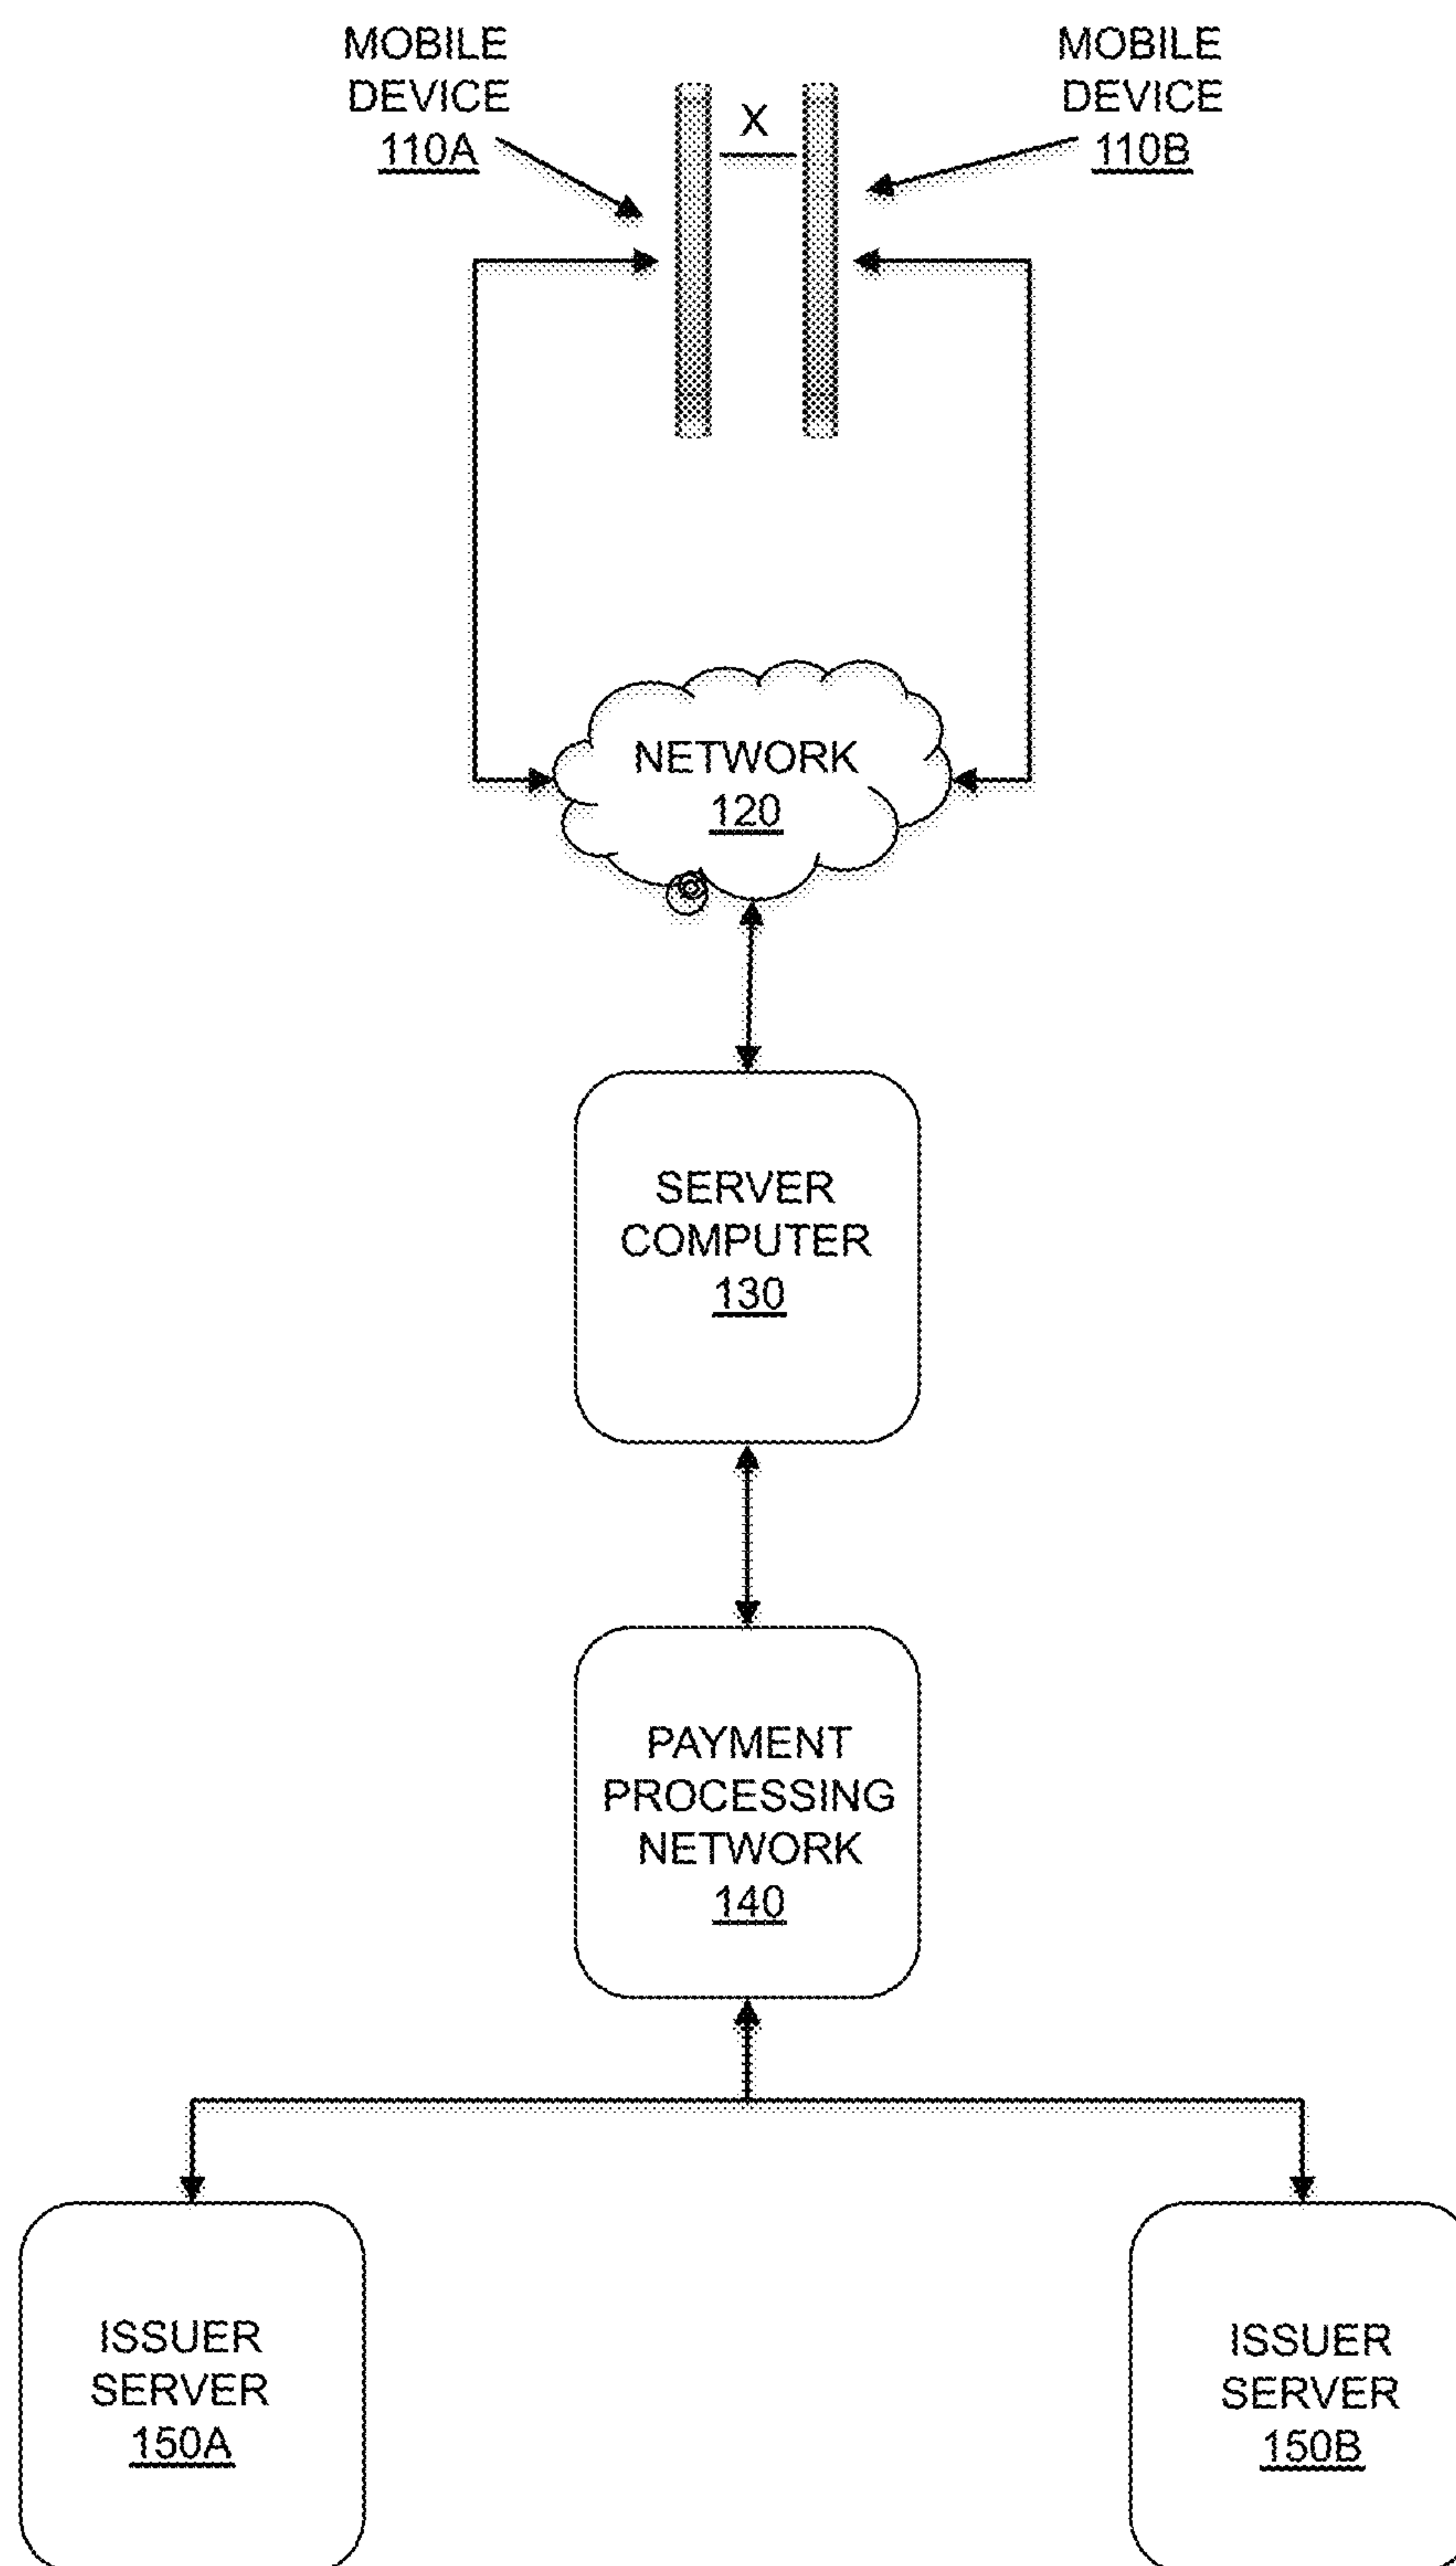 MOBILE
DEVICE
110A
X
MOBILE
DEVICE
110B
NETWORK
120
SERVER
COMPUTER
130
PAYMENT
PROCESSING
NETWORK
140
ISSUER
SERVER
150A
ISSUER
SERVER
150B